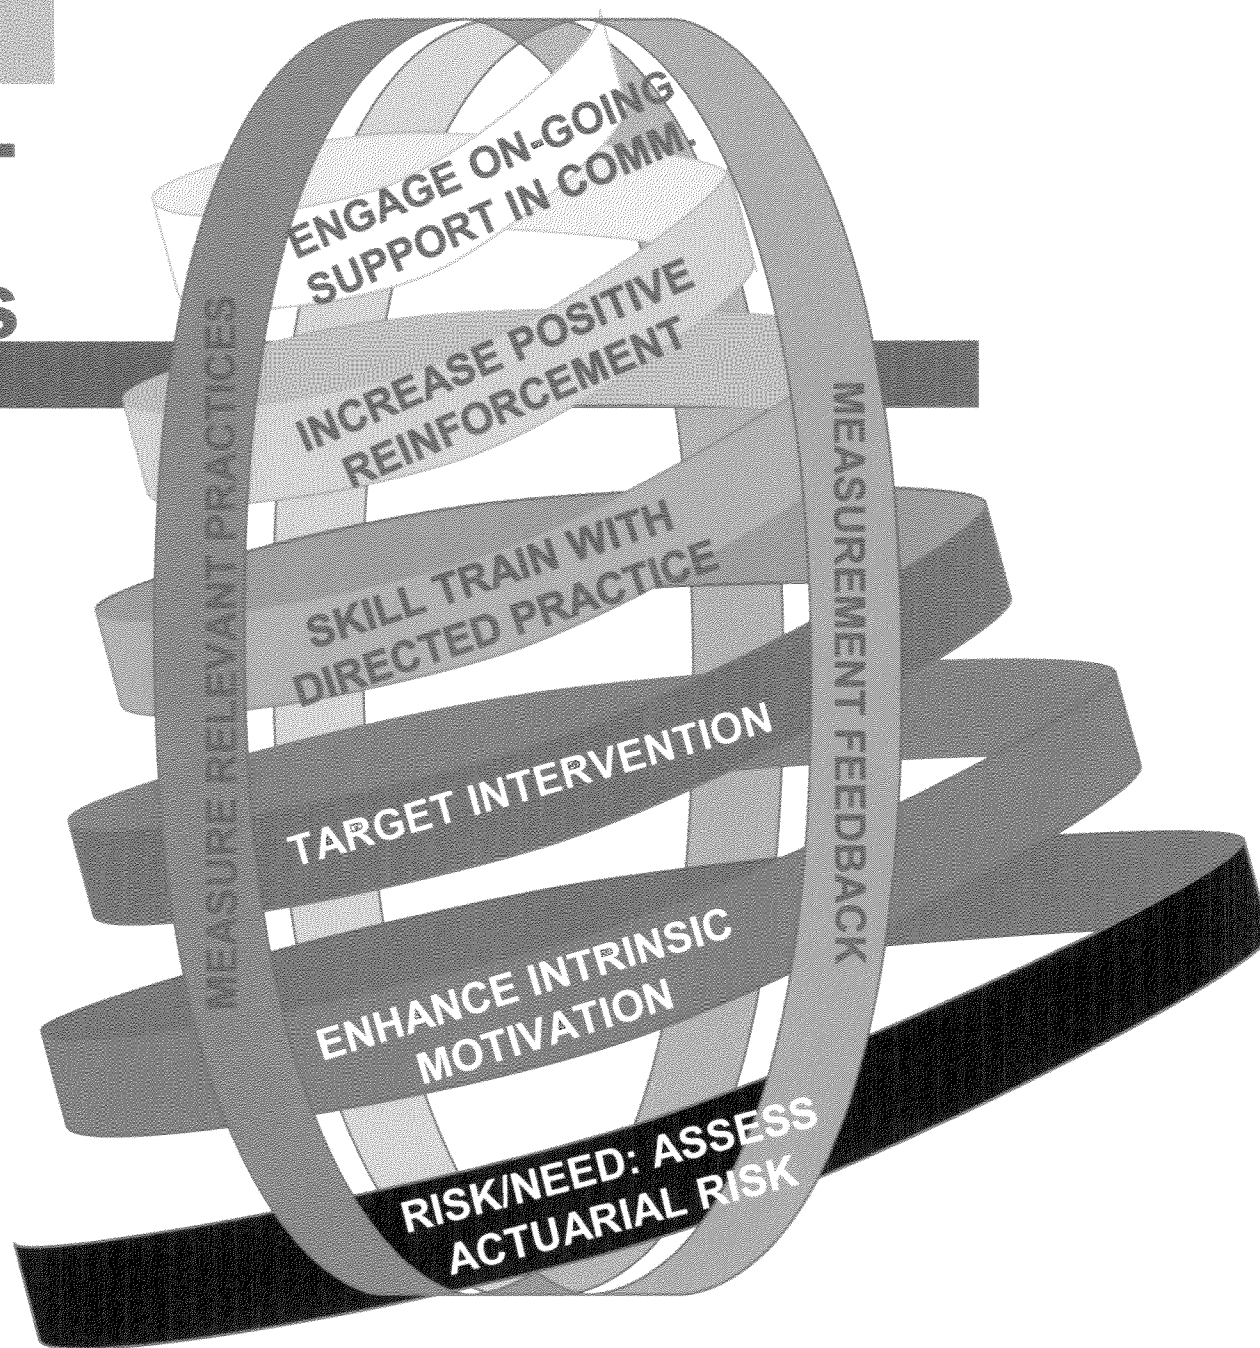 ENGAGE ON-GOING
SUPPORT IN COMM.
INCREASE POSITIVE
REINFORCEMENT
SKILL TRAIN WITH
DIRECTED PRACTICE
TARGET INTERVENTION
ENHANCE INTRINSIC
MOTIVATION
RISK/NEED: ASSESS
ACTUARIAL RISK
MEASURE RELEVANT PRACTICES
MEASUREMENT FEEDBACK